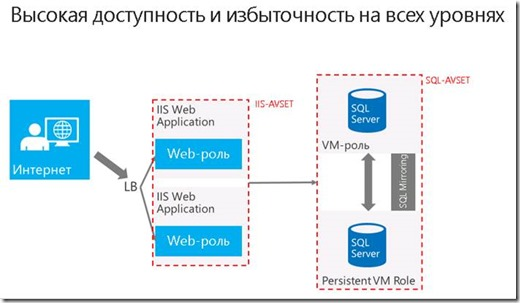 Высокая доступность и избыточность на всех уровнях
IIS Web
Application
IIS-AVSET
Web-роль
Интернет
LB
IIS Web
Application
Web-роль
SQL-AVSET
SQL
Server
VM-роль
SQL Mirroring
SQL
Server
Persistent VM Role